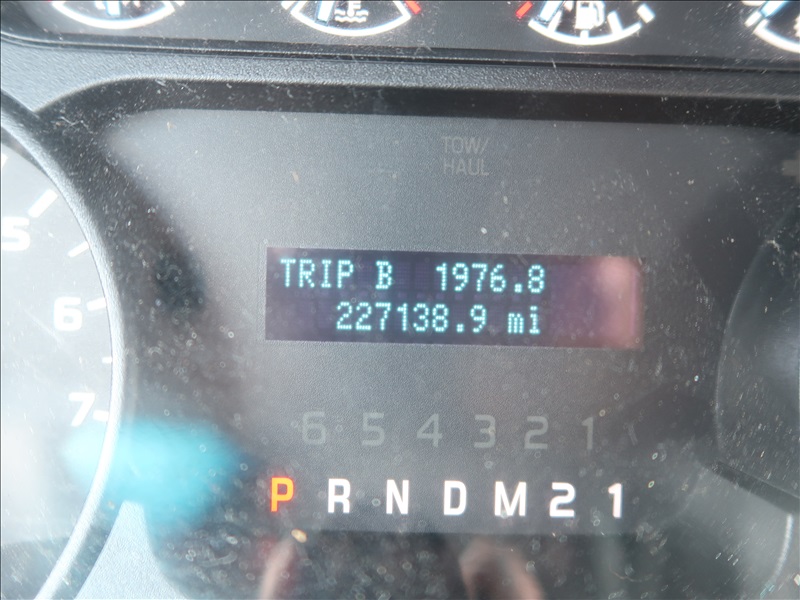 TOW/
HAUL
5
6
7
TRIP B 1976.8
227138.9 mi
6 5 4 3 2 1
P R N D M 2 1